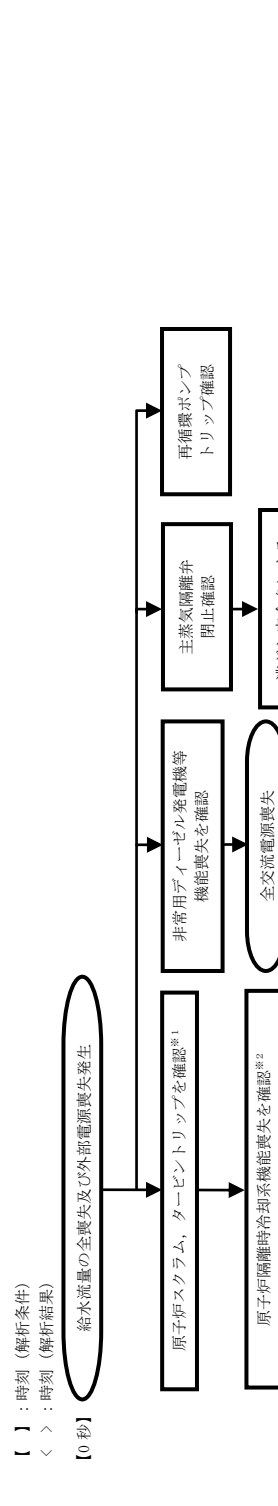 【 】：時刻（解析条件）
< >：時刻（解析結果）
【0 秒】
給水流量の全喪失及び外部電源喪失発生
原子炉スクラム，タービントリップを確認※1
非常用ディーゼル発電機等
機能喪失を確認
主蒸気隔離弁
閉止確認
再循環ポンプ
トリップ確認
原子炉隔離時冷却系機能喪失を確認※2
全交流電源喪失